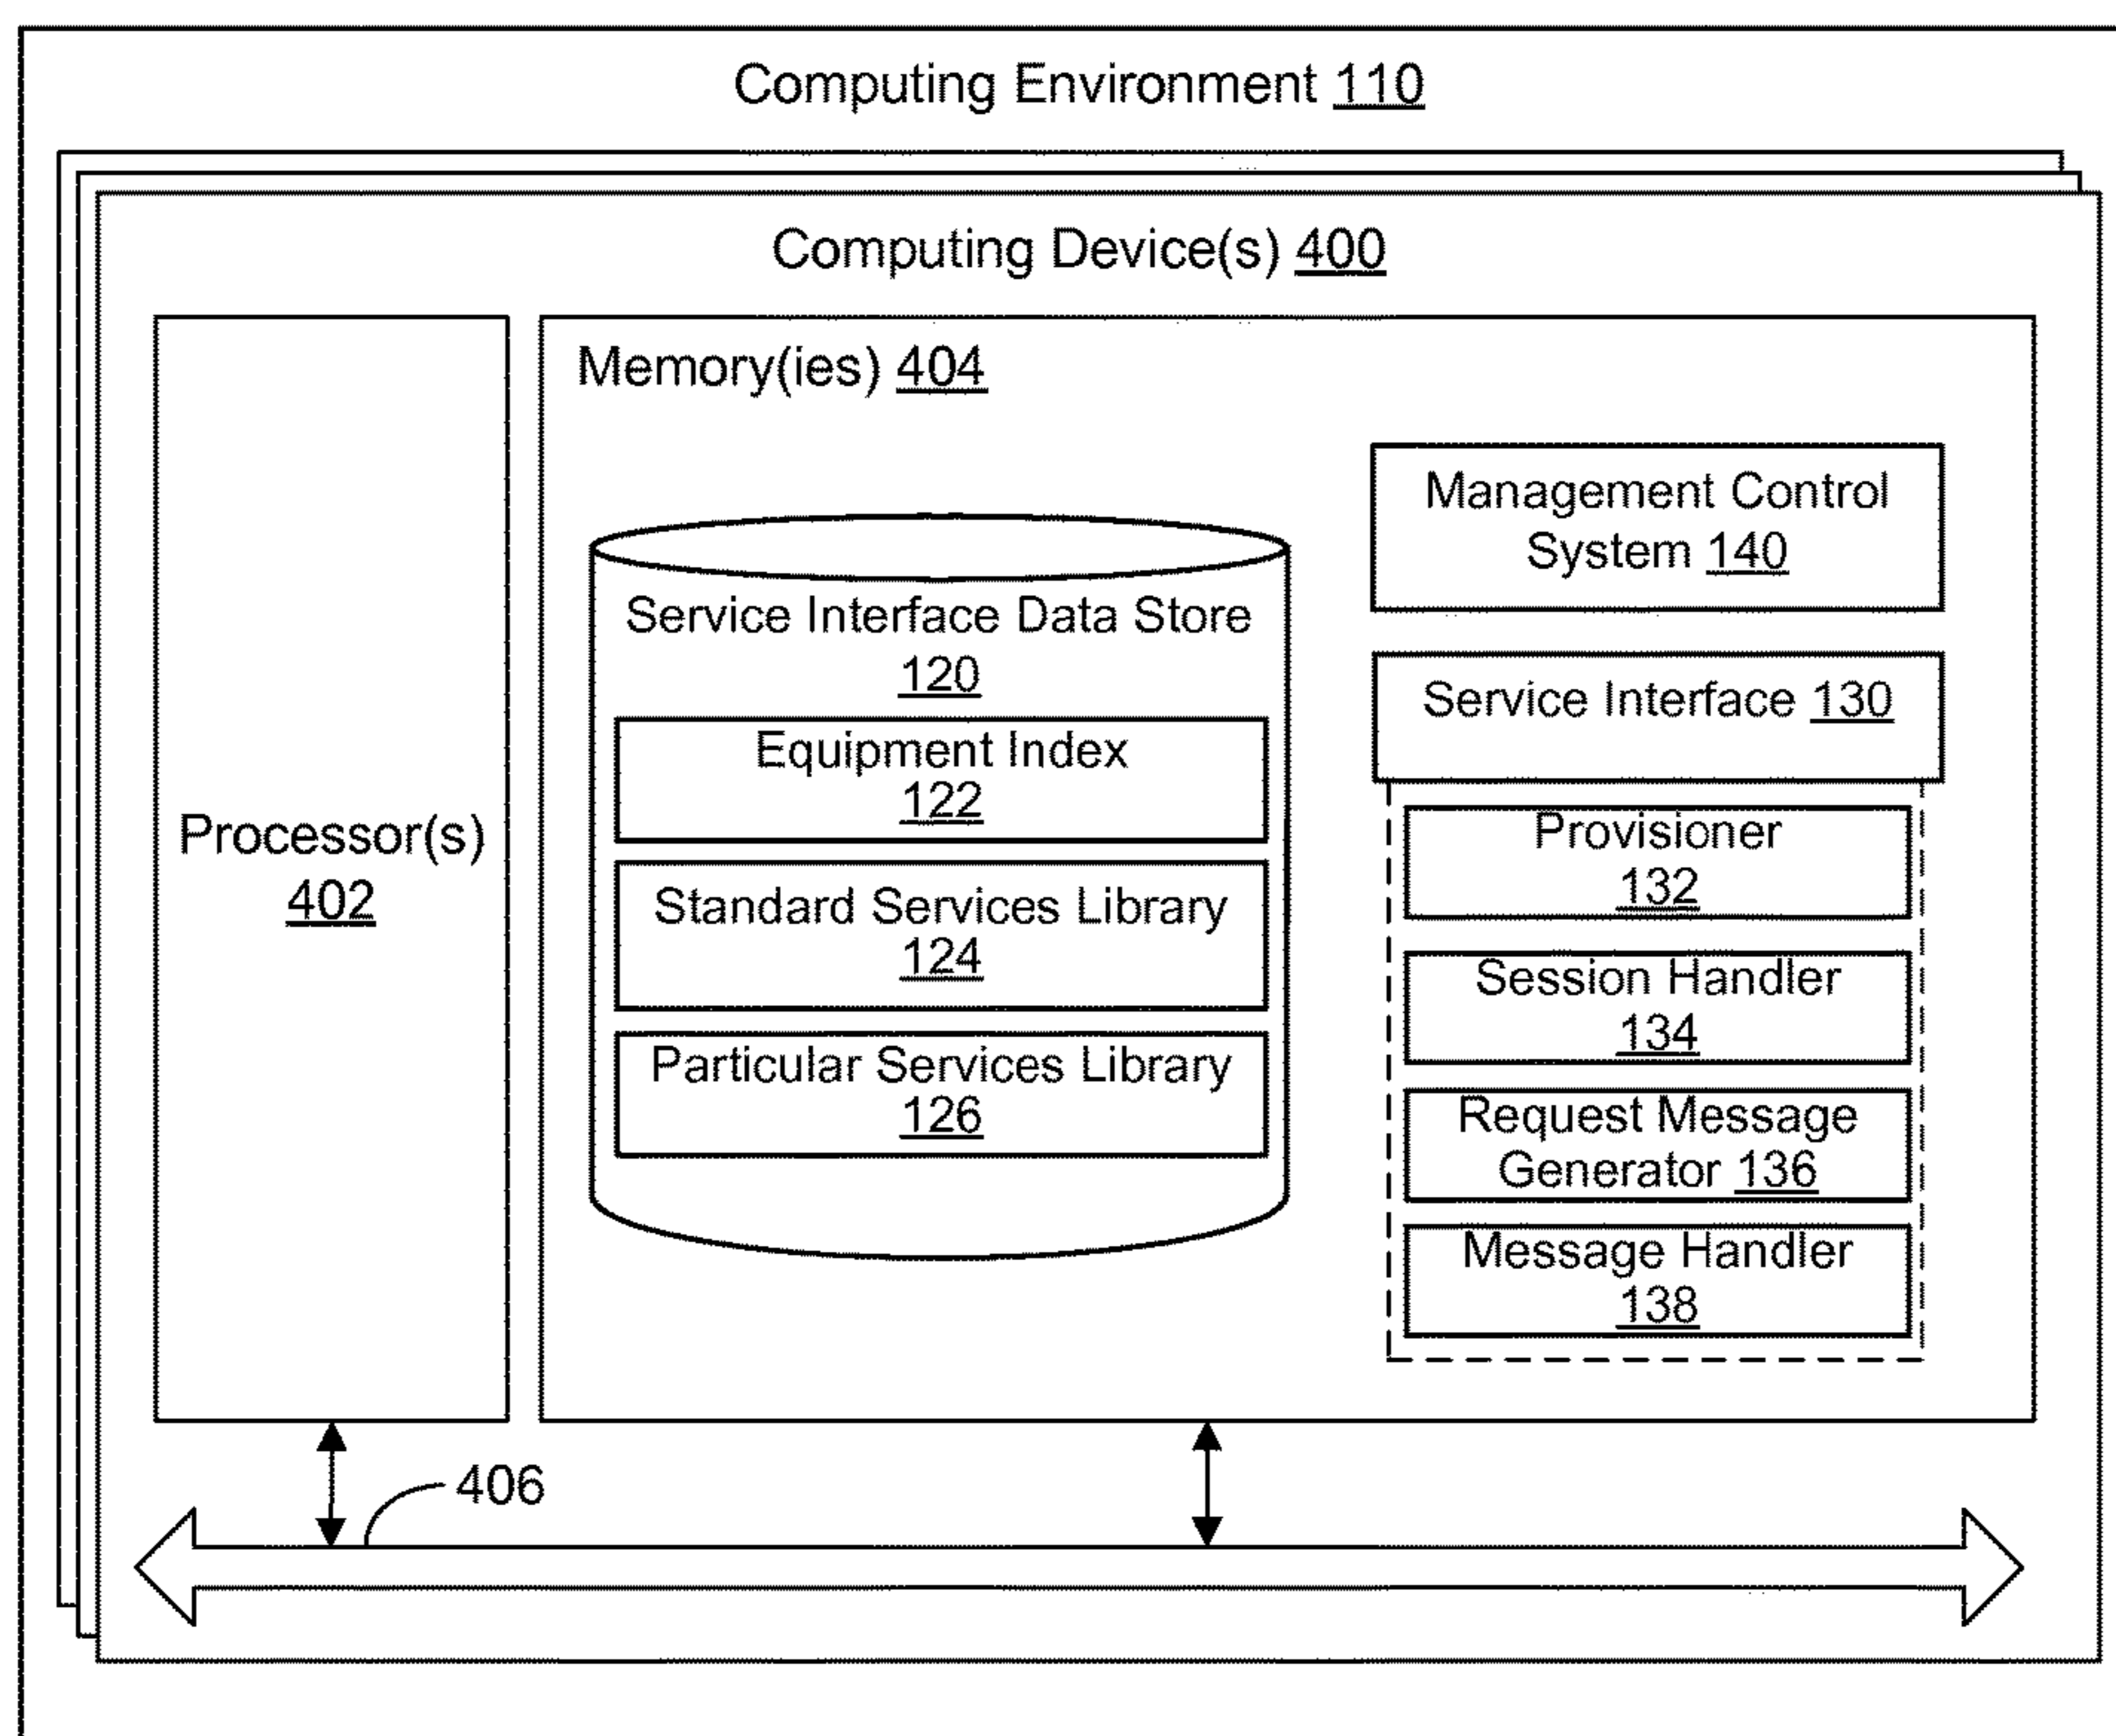 Computing Environment 110
Computing Device(s) 400
Processor(s)
402
Memory(ies) 404
Service Interface Data Store
120
Equipment Index
122
Standard Services Library
124
Particular Services Library
126
Management Control
System 140
Service Interface 130
Provisioner
132
Session Handler
134
Request Message
Generator 136
Message Handler
138
406